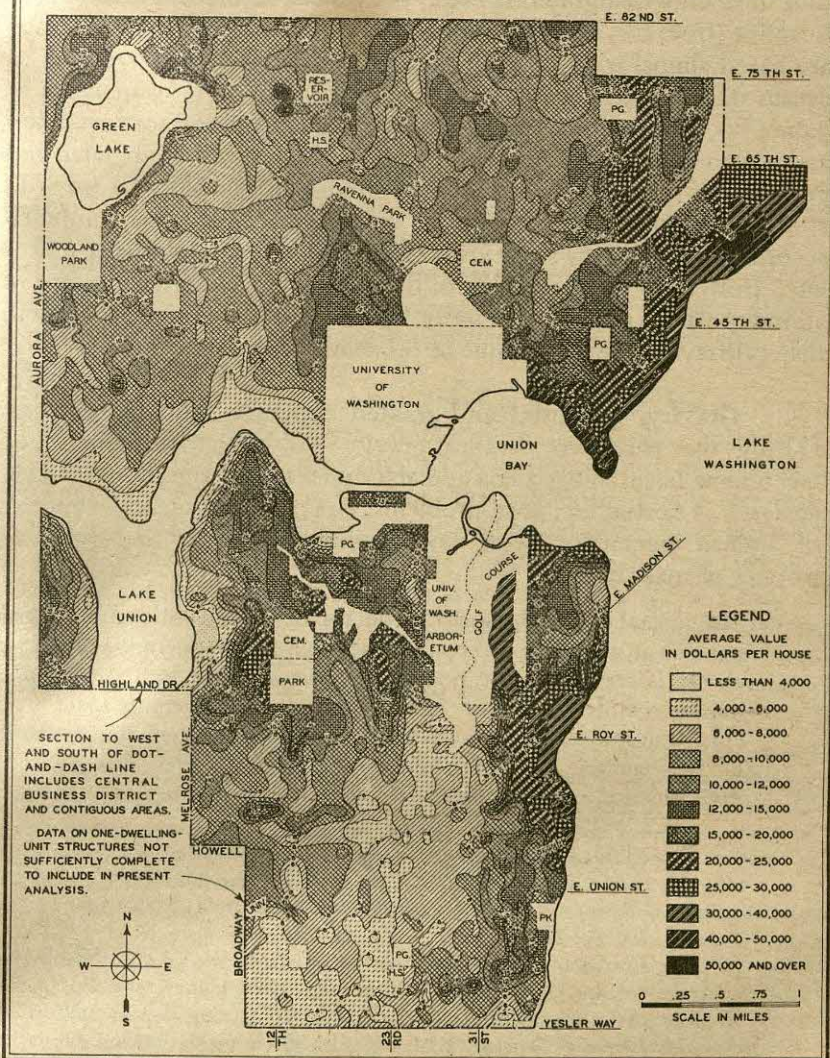 E. 82 ND ST.
E. 75 TH ST.
RES-
ER-
VOIR
PG.
GREEN
LAKE
H.S.
E. 65 TH ST.
RAVENNA PARK
WOODLAND
PARK
CEM.
AURORA AVE.
E. 45 TH ST.
PG.
UNIVERSITY
OF
WASHINGTON
UNION
BAY
LAKE
WASHINGTON
PG.
COURSE
E. MADISON ST.
LAKE
UNION
UNIV.
OF
WASH.
ARBOR-
ETUM
GOLF
CEM.
PARK
HIGHLAND DR.
LEGEND
AVERAGE VALUE
IN DOLLARS PER HOUSE
LESS THAN 4,000
4,000 - 6,000
6,000 - 8,000
8,000 - 10,000
10,000 - 12,000
12,000 - 15,000
15,000 - 20,000
20,000 - 25,000
25,000 - 30,000
30,000 - 40,000
40,000 - 50,000
50,000 AND OVER
SECTION TO WEST
AND SOUTH OF DOT-
AND-DASH LINE
INCLUDES CENTRAL
BUSINESS DISTRICT
AND CONTIGUOUS AREAS.
DATA ON ONE-DWELLING-
UNIT STRUCTURES NOT
SUFFICIENTLY COMPLETE
TO INCLUDE IN PRESENT
ANALYSIS.
MELROSE AVE
E. ROY ST.
HOWELL
E. UNION ST.
BROADWAY
PK
PG.
H.S.
N
W E
S
12 TH
23 RD
31 ST
YESLER WAY
0 .25 .5 .75 1
SCALE IN MILES